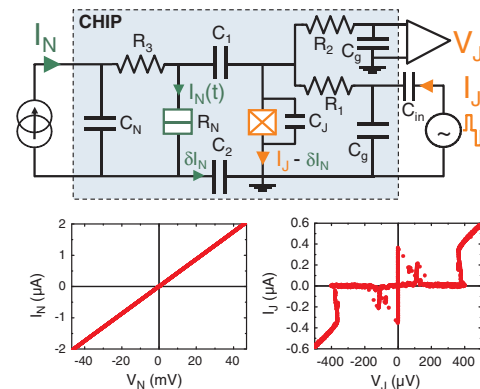 CHIP
I_N
R_3
C_1
R_2
C_g
V_J
I_N(t)
R_1
I_J
C_N
R_N
C_J
C_in
δI_N
C_2
I_J - δI_N
C_g
~
2
1
0
-1
-2
I_N (µA)
-40 -20 0 20 40
V_N (mV)
0.6
0.4
0.2
0.0
-0.2
-0.4
-0.6
I_J (µA)
-400 -200 0 200 400
V_J (µV)